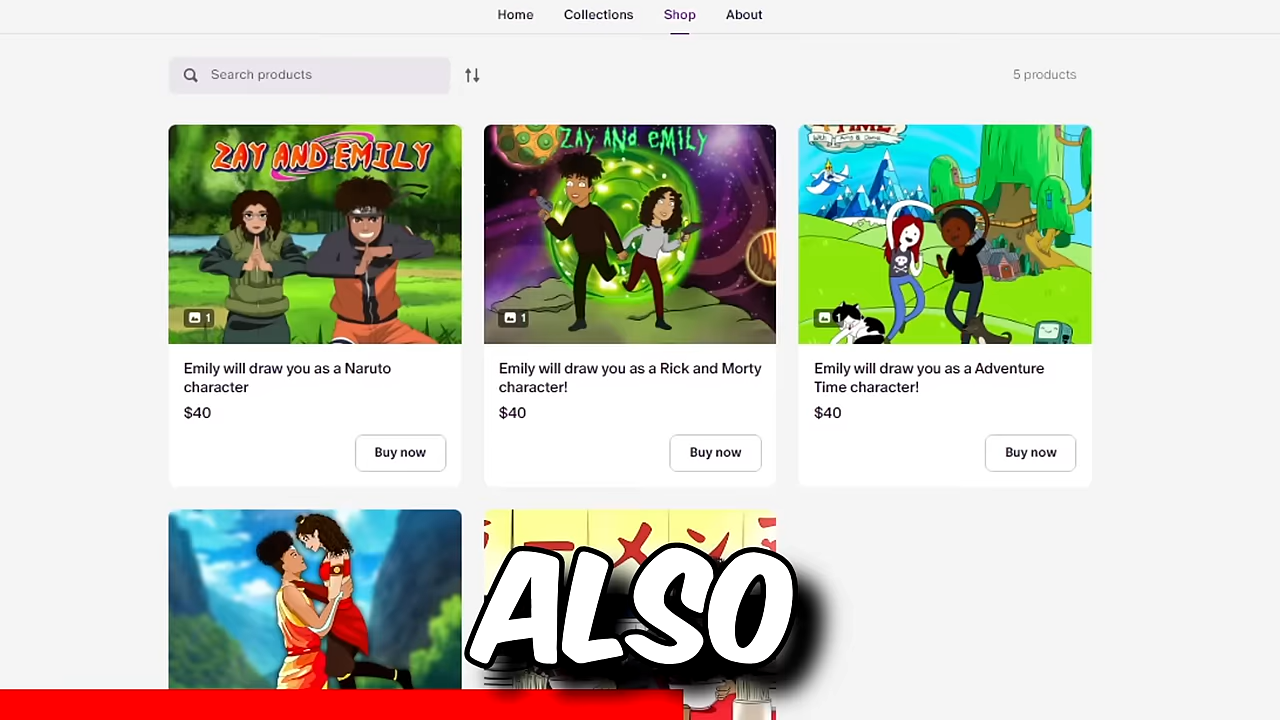 Home Collections Shop About
Search products
5 products
ZAY AND EMILY
ZAY AND EMILY
TIME
1
1
1
Emily will draw you as a Naruto
character
$40
Buy now
Emily will draw you as a Rick and Morty
character!
$40
Buy now
Emily will draw you as a Adventure
Time character!
$40
Buy now
ALSO